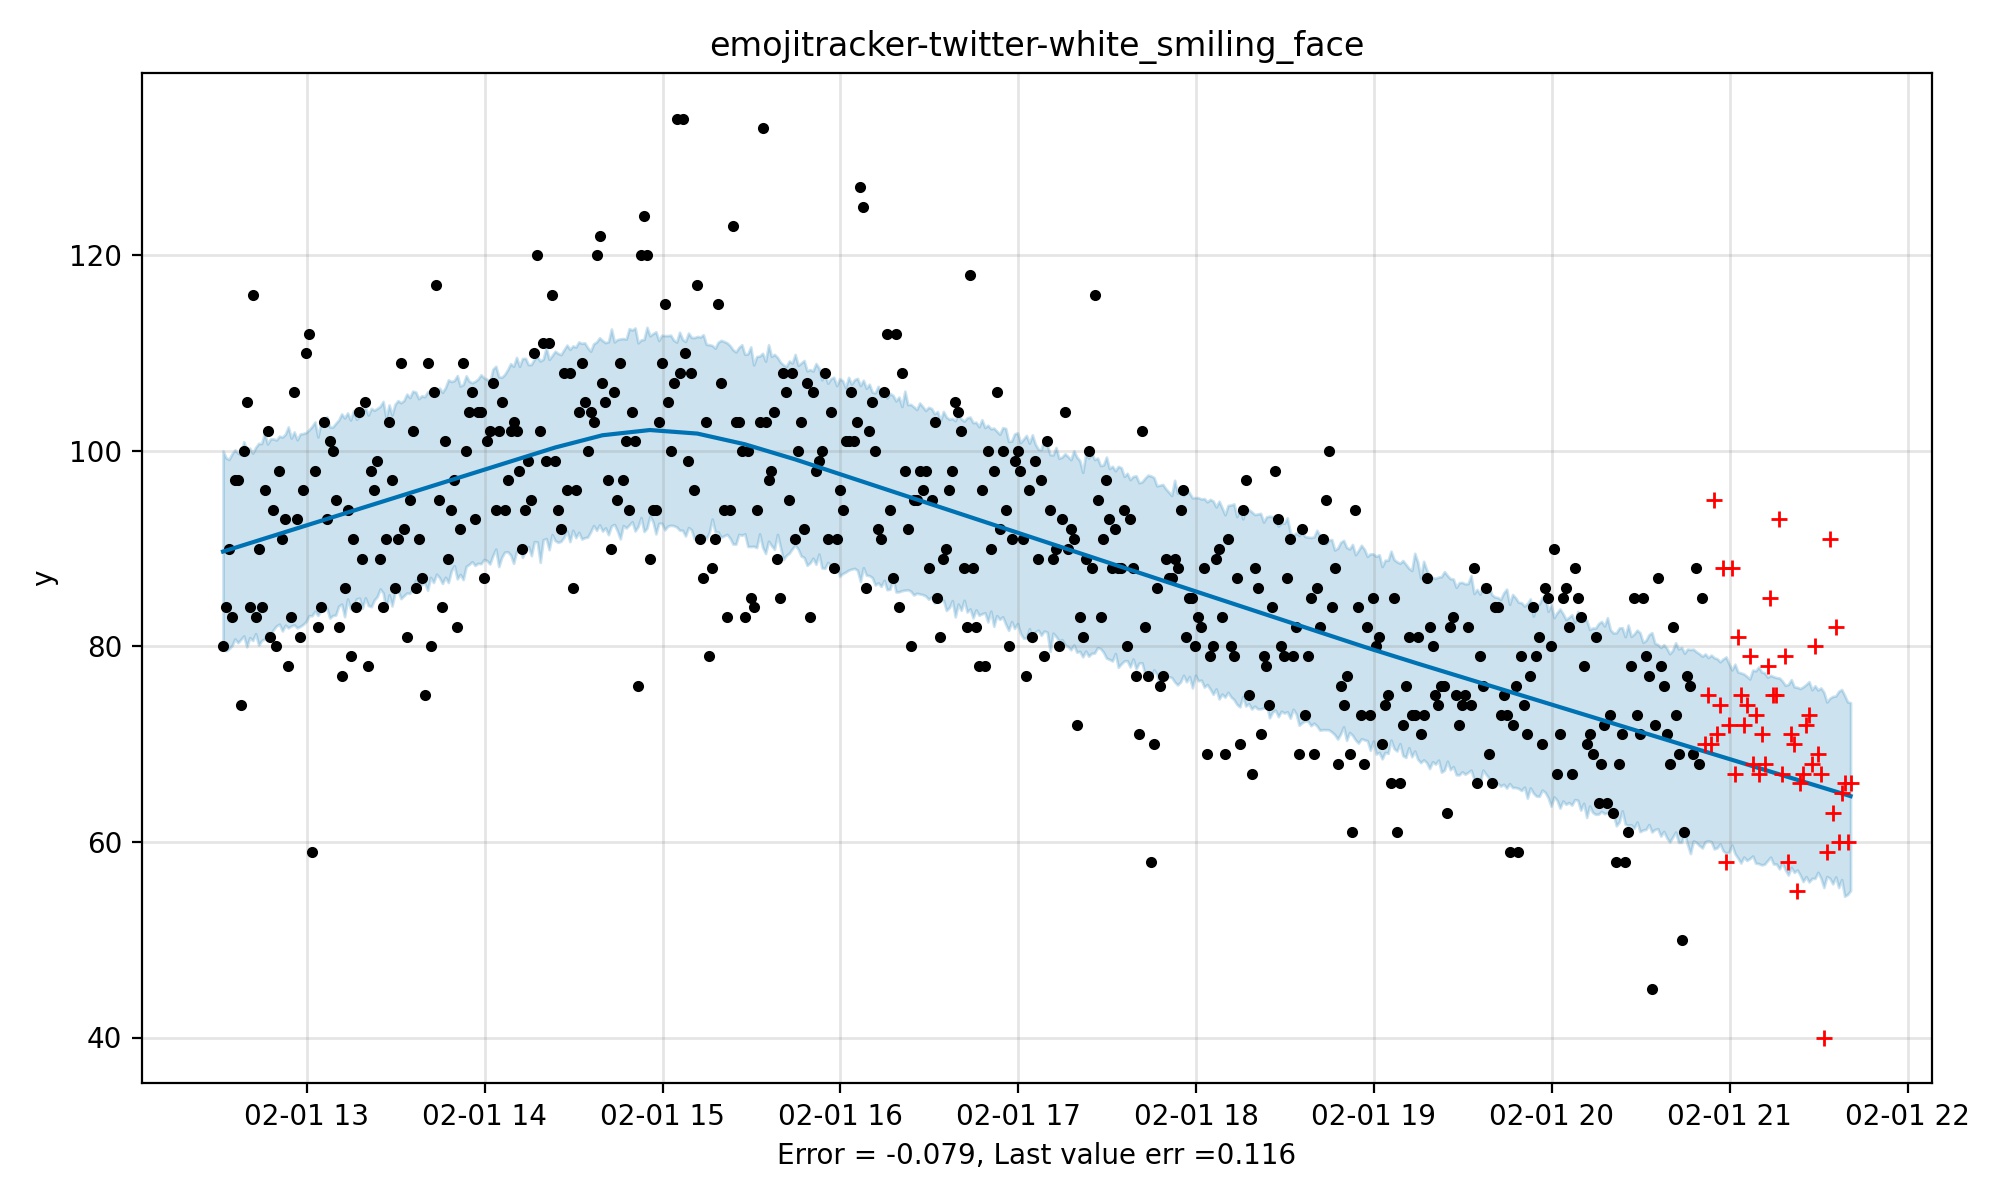 emojitracker-twitter-white_smiling_face
y
120
100
80
60
40
02-01 13 02-01 14 02-01 15 02-01 16 02-01 17 02-01 18 02-01 19 02-01 20 02-01 21 02-01 22
Error = -0.079, Last value err =0.116